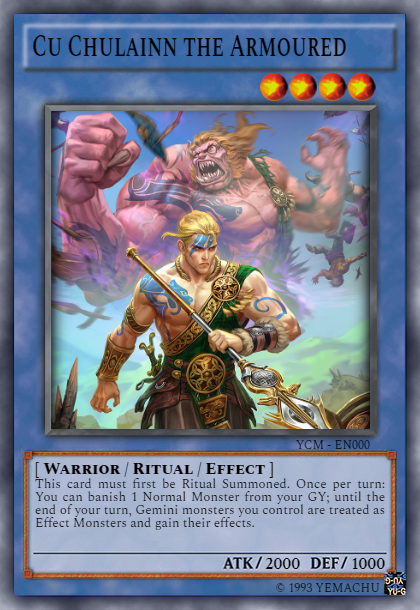 Cu Chulainn the Armoured
YCM - EN000
[ Warrior / Ritual / Effect ]
This card must first be Ritual Summoned. Once per turn:
You can banish 1 Normal Monster from your GY; until the
end of your turn, Gemini monsters you control are treated as
Effect Monsters and gain their effects.
ATK / 2000 DEF / 1000
© 1993 YEMACHU